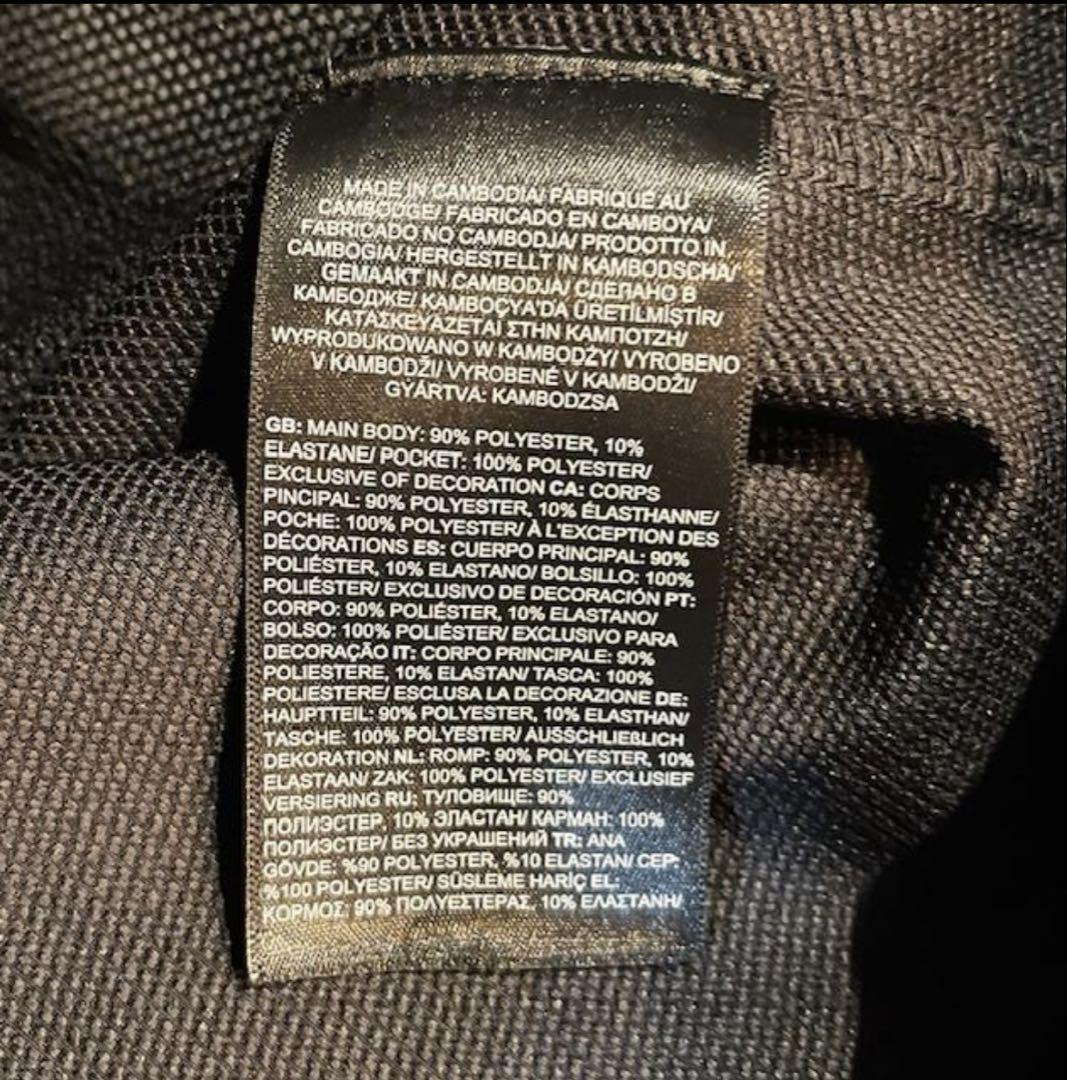 MADE IN CAMBODIA/ FABRIQUÉ AU
CAMBODGE/ FABRICADO EN CAMBOYA/
FABRICADO NO CAMBODJA/ PRODOTTO IN
CAMBOGIA/ HERGESTELLT IN KAMBODSCHA/
GEMAAKT IN CAMBODJA/ СДЕЛАНО В
КАМБОДЖЕ/ KAMBOÇYA'DA ÜRETİLMİŞTİR/
ΚΑΤΑΣΚΕΥΑΖΕΤΑΙ ΣΤΗΝ ΚΑΜΠΟΤΖΗ/
WYPRODUKOWANO W KAMBODŻY/ VYROBENO
V KAMBODŽI/ VYROBENÉ V KAMBODŽI/
GYÁRTVA: KAMBODZSA
GB: MAIN BODY: 90% POLYESTER, 10%
ELASTANE/ POCKET: 100% POLYESTER/
EXCLUSIVE OF DECORATION CA: CORPS
PINCIPAL: 90% POLYESTER, 10% ÉLASTHANNE/
POCHE: 100% POLYESTER/ À L'EXCEPTION DES
DÉCORATIONS ES: CUERPO PRINCIPAL: 90%
POLIÉSTER, 10% ELASTANO/ BOLSILLO: 100%
POLIÉSTER/ EXCLUSIVO DE DECORACIÓN PT:
CORPO: 90% POLIÉSTER, 10% ELASTANO/
BOLSO: 100% POLIÉSTER/ EXCLUSIVO PARA
DECORAÇÃO IT: CORPO PRINCIPALE: 90%
POLIESTERE, 10% ELASTAN/ TASCA: 100%
POLIESTERE/ ESCLUSA LA DECORAZIONE DE:
HAUPTTEIL: 90% POLYESTER, 10% ELASTHAN/
TASCHE: 100% POLYESTER/ AUSSCHLIEßLICH
DEKORATION NL: ROMP: 90% POLYESTER, 10%
ELASTAAN/ ZAK: 100% POLYESTER/ EXCLUSIEF
VERSIERING RU: ТУЛОВИЩЕ: 90%
ПОЛИЭСТЕР, 10% ЭЛАСТАН/ КАРМАН: 100%
ПОЛИЭСТЕР/ БЕЗ УКРАШЕНИЙ TR: ANA
GÖVDE: %90 POLYESTER, %10 ELASTAN/ CEP:
%100 POLYESTER/ SÜSLEME HARİÇ EL:
ΚΟΡΜΟΣ: 90% ΠΟΛΥΕΣΤΕΡΑΣ, 10% ΕΛΑΣΤΑΝΗ/